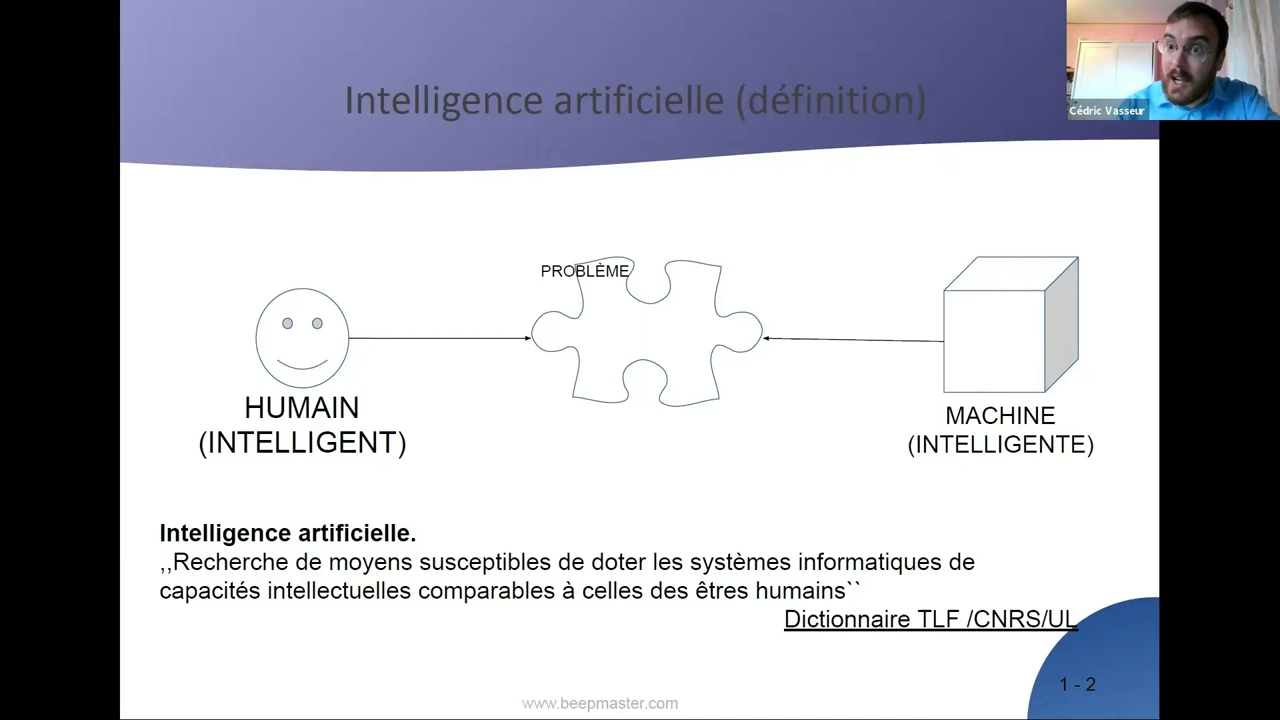 Intelligence artificielle (définition)
Cédric Vasseur
PROBLÈME
HUMAIN
(INTELLIGENT)
MACHINE
(INTELLIGENTE)
Intelligence artificielle.
,,Recherche de moyens susceptibles de doter les systèmes informatiques de
capacités intellectuelles comparables à celles des êtres humains``
Dictionnaire TLF /CNRS/UL
1 - 2
www.beepmaster.com